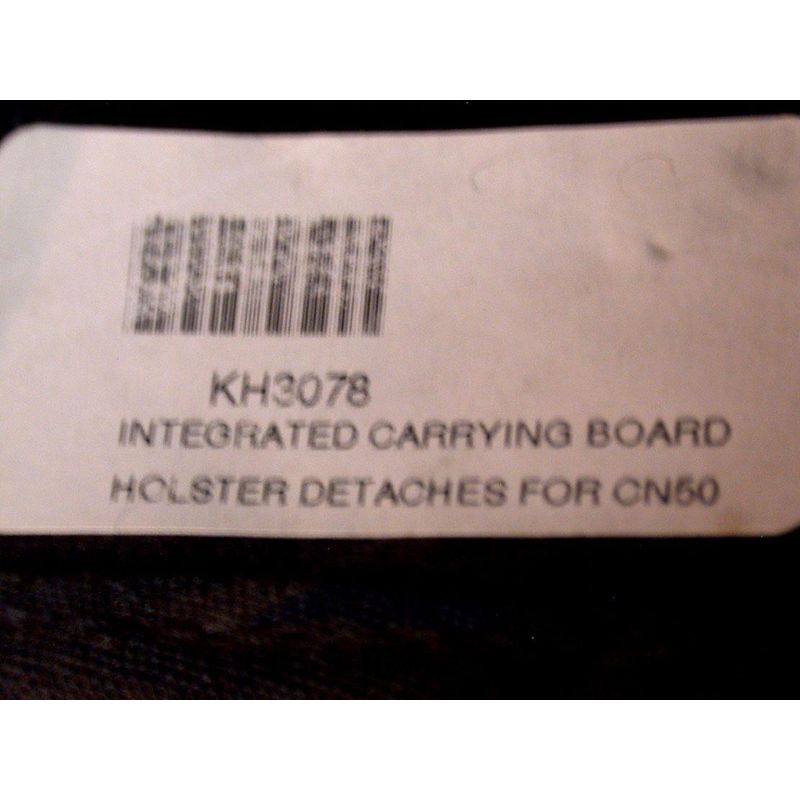 KH3078
INTEGRATED CARRYING BOARD
HOLSTER DETACHES FOR CN50